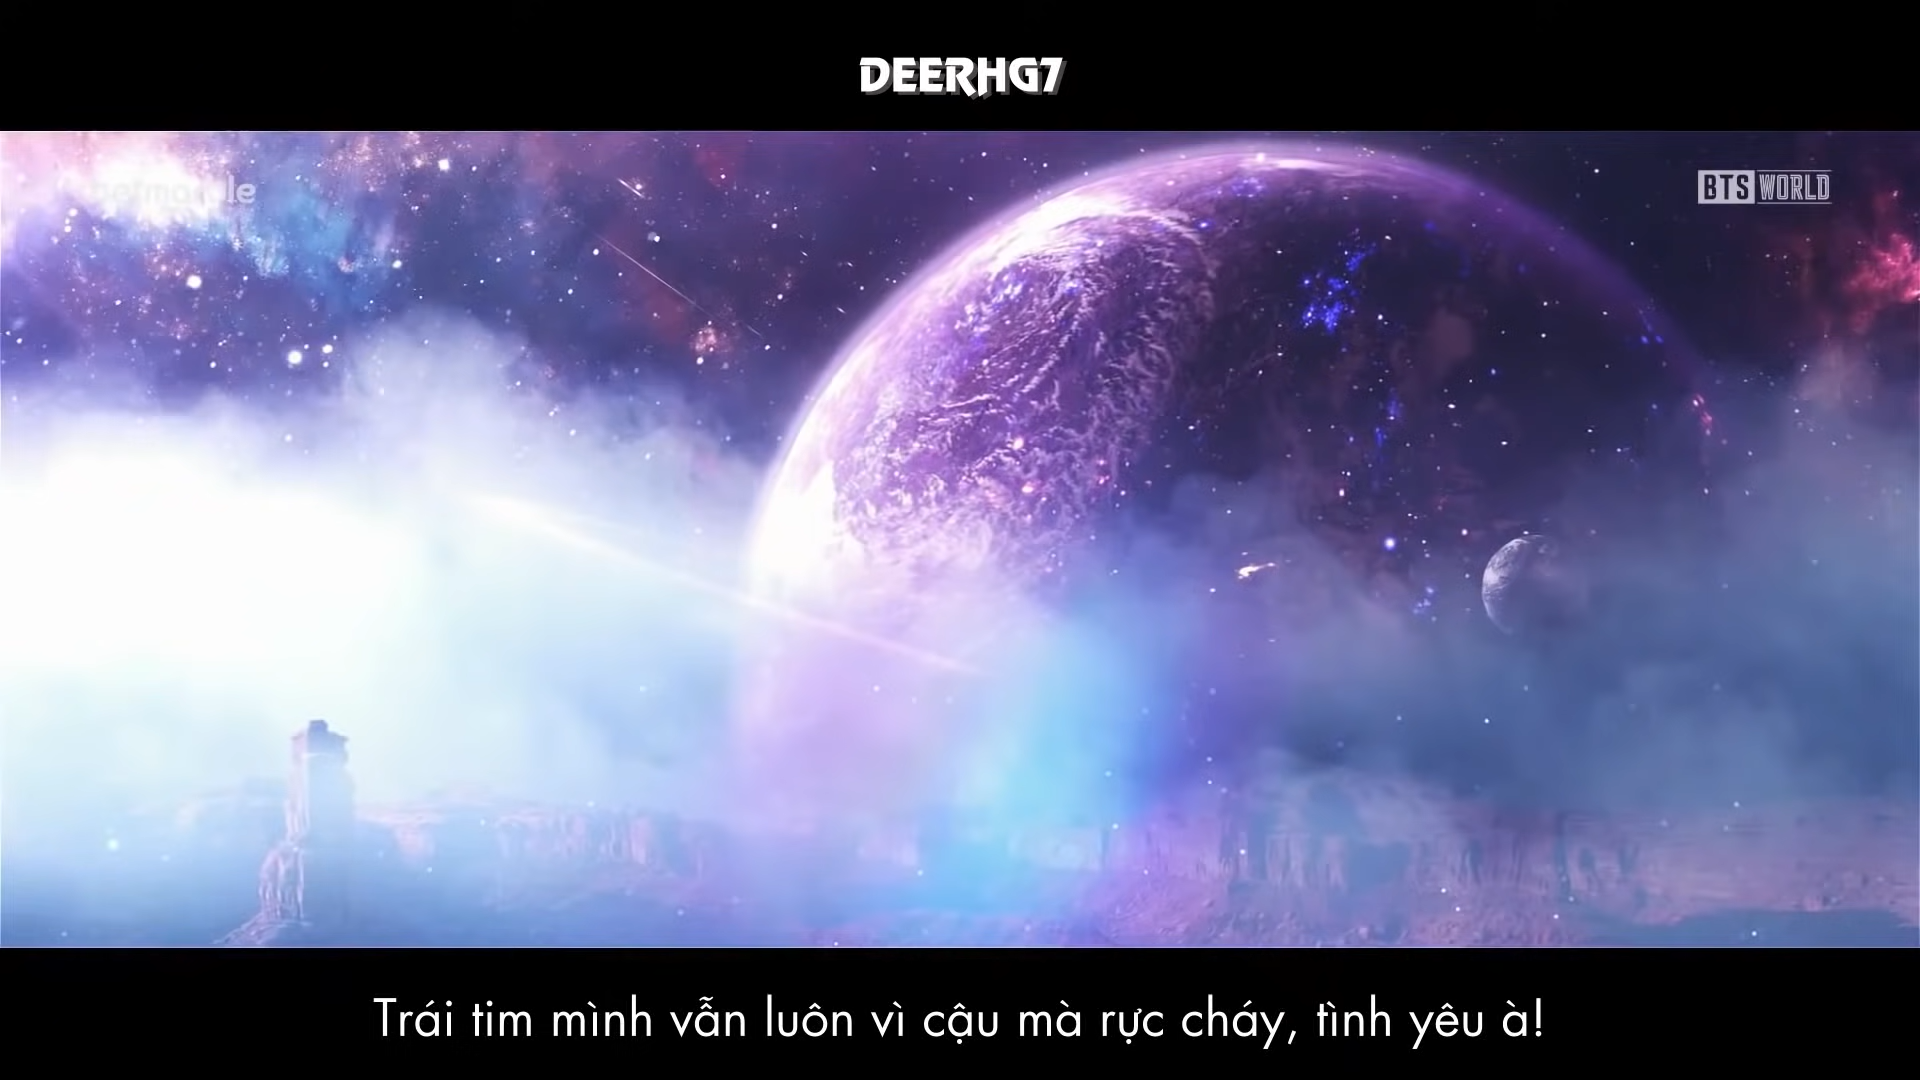 DEERHG7
BTS WORLD
Trái tim mình vẫn luôn vì cậu mà rực cháy, tình yêu à!